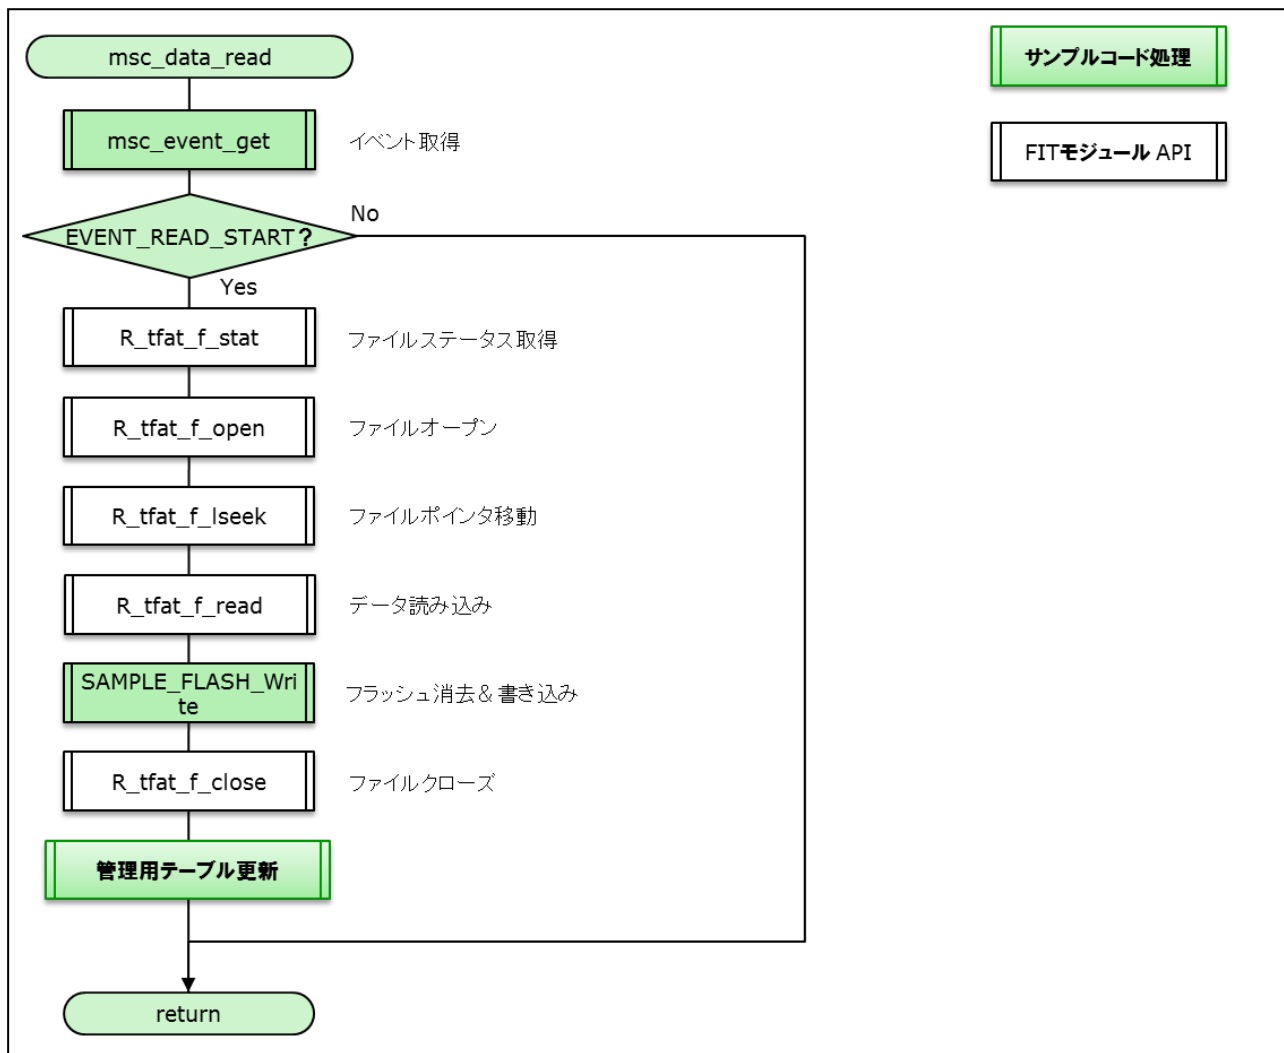 msc_data_read
サンプルコード処理
msc_event_get
イベント取得
FITモジュール API
No
EVENT_READ_START?
Yes
R_tfat_f_stat
ファイルステータス取得
R_tfat_f_open
ファイルオープン
R_tfat_f_lseek
ファイルポインタ移動
R_tfat_f_read
データ読み込み
SAMPLE_FLASH_Wri
te
フラッシュ消去&書き込み
R_tfat_f_close
ファイルクローズ
管理用テーブル更新
return